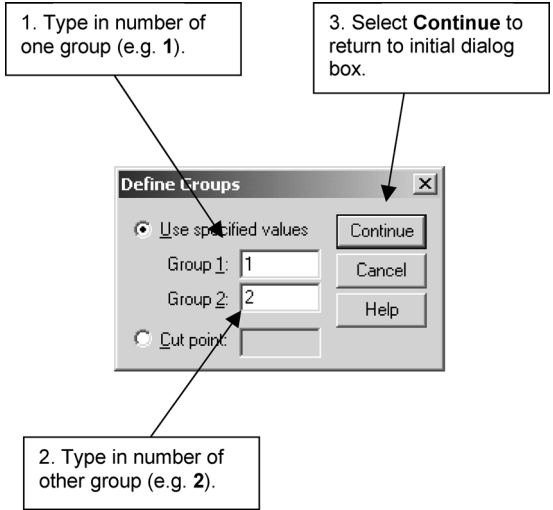 1. Type in number of
one group (e.g. 1).
3. Select Continue to
return to initial dialog
box.
Define Groups
Use specified values
Continue
Group 1: 1
Cancel
Group 2: 2
Help
Cut point:
2. Type in number of
other group (e.g. 2).